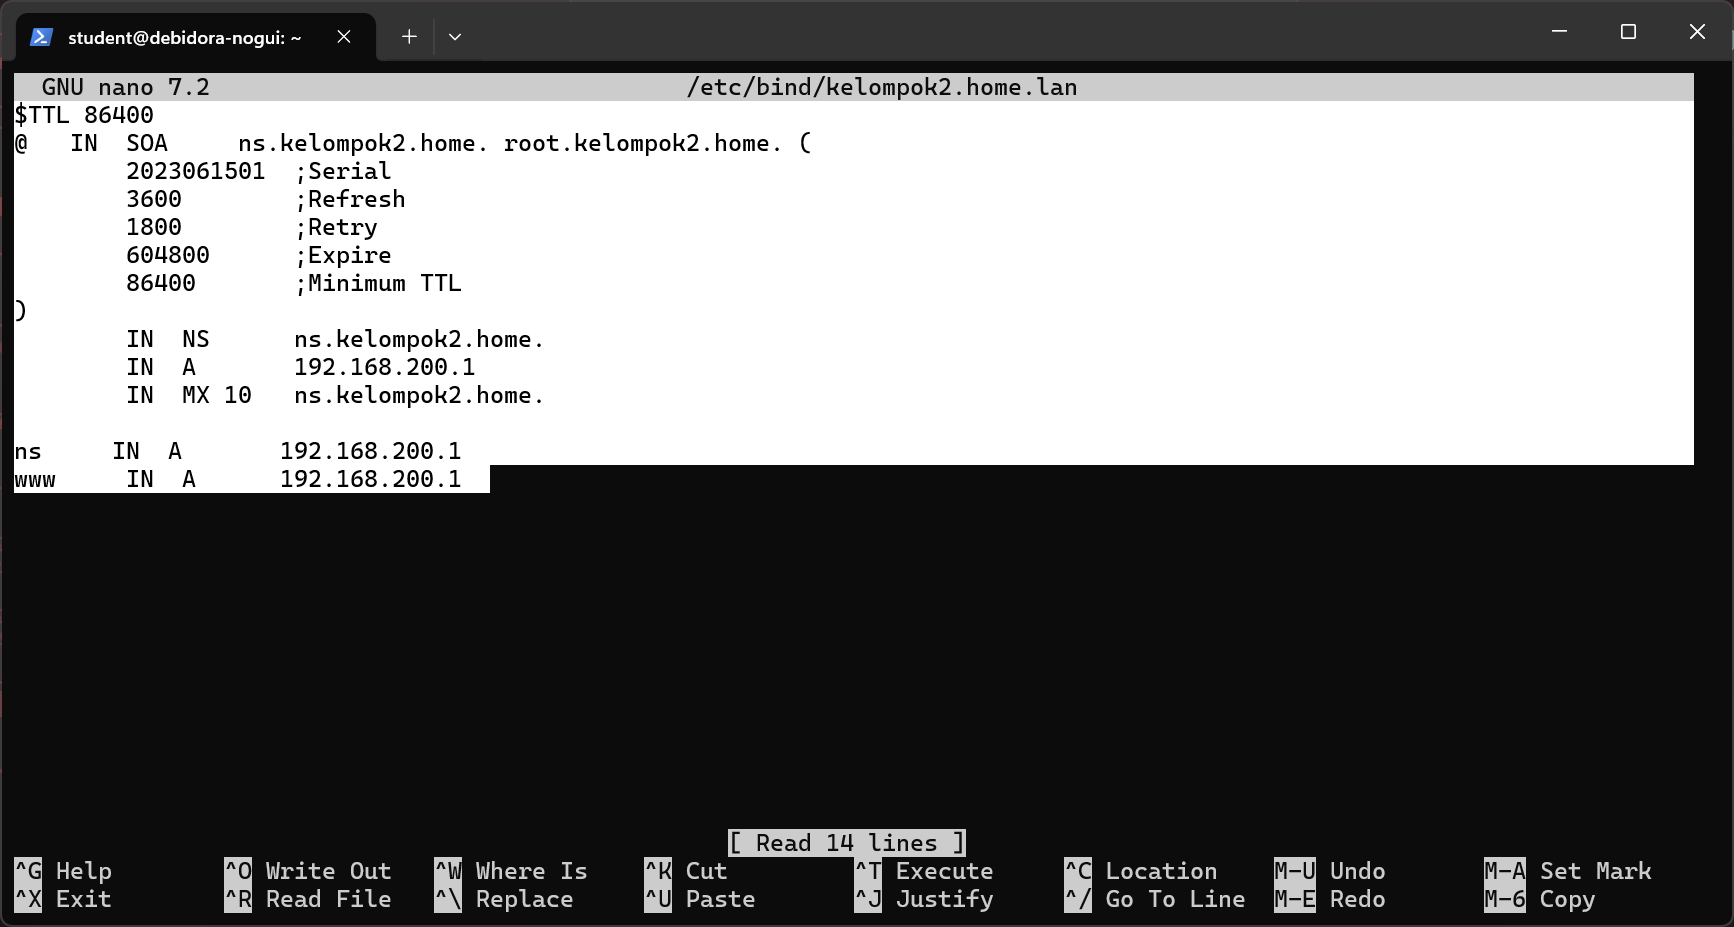 student@debidora-nogui: ~
GNU nano 7.2 /etc/bind/kelompok2.home.lan
$TTL 86400
@ IN SOA ns.kelompok2.home. root.kelompok2.home. (
2023061501 ;Serial
3600 ;Refresh
1800 ;Retry
604800 ;Expire
86400 ;Minimum TTL
)
IN NS ns.kelompok2.home.
IN A 192.168.200.1
IN MX 10 ns.kelompok2.home.
ns IN A 192.168.200.1
www IN A 192.168.200.1
[ Read 14 lines ]
^G Help ^O Write Out ^W Where Is ^K Cut ^T Execute ^C Location M-U Undo M-A Set Mark
^X Exit ^R Read File ^\ Replace ^U Paste ^J Justify ^/ Go To Line M-E Redo M-6 Copy